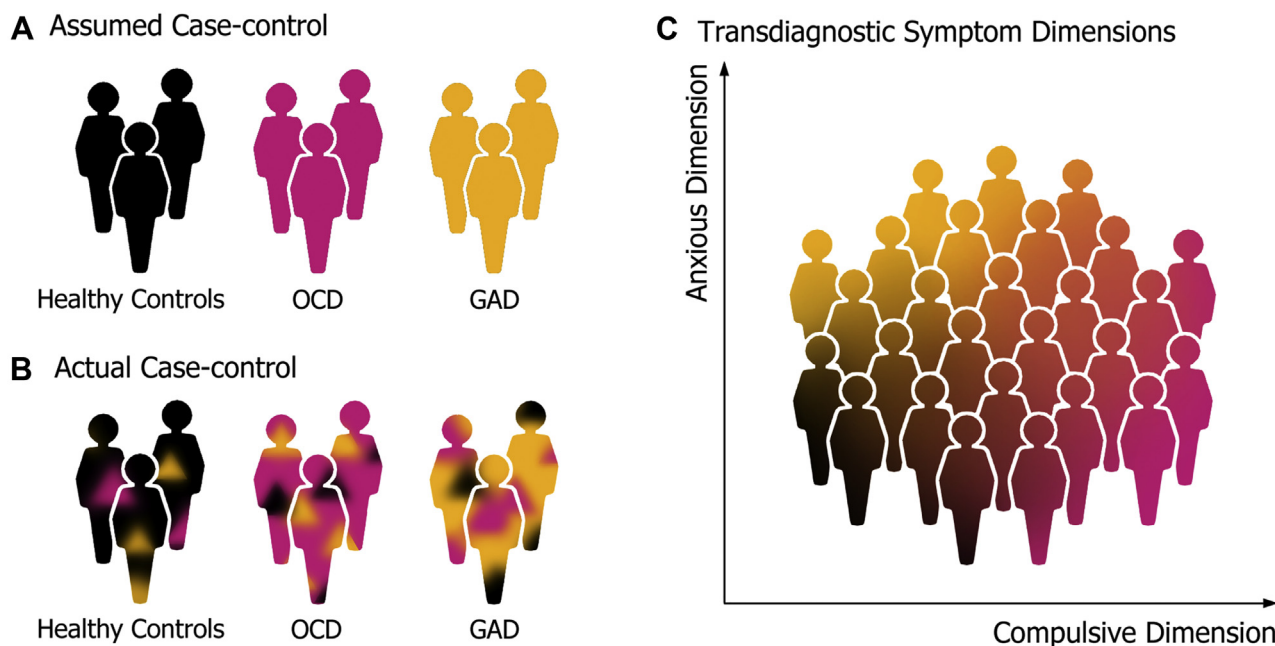 A Assumed Case-control
Healthy Controls
OCD
GAD
B Actual Case-control
Healthy Controls
OCD
GAD
C Transdiagnostic Symptom Dimensions
Anxious Dimension
Compulsive Dimension